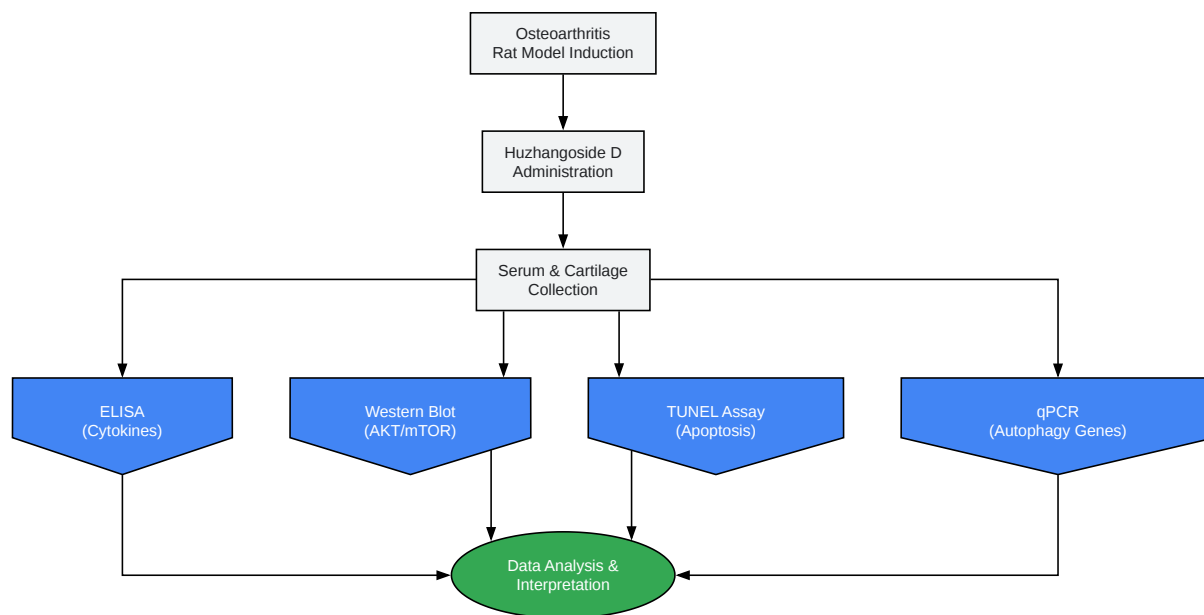 Osteoarthritis
Rat Model Induction
Huzhangoside D
Administration
Serum & Cartilage
Collection
ELISA
(Cytokines)
Western Blot
(AKT/mTOR)
TUNEL Assay
(Apoptosis)
qPCR
(Autophagy Genes)
Data Analysis &
Interpretation